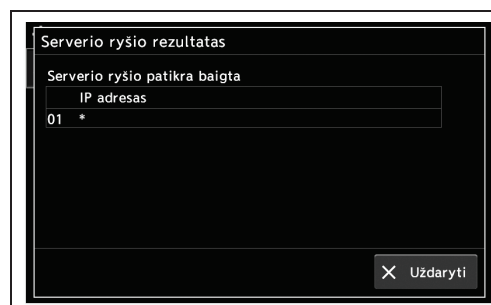 Serverio ryšio rezultatas
Serverio ryšio patikra baigta
IP adresas
01 *
✕ Uždaryti